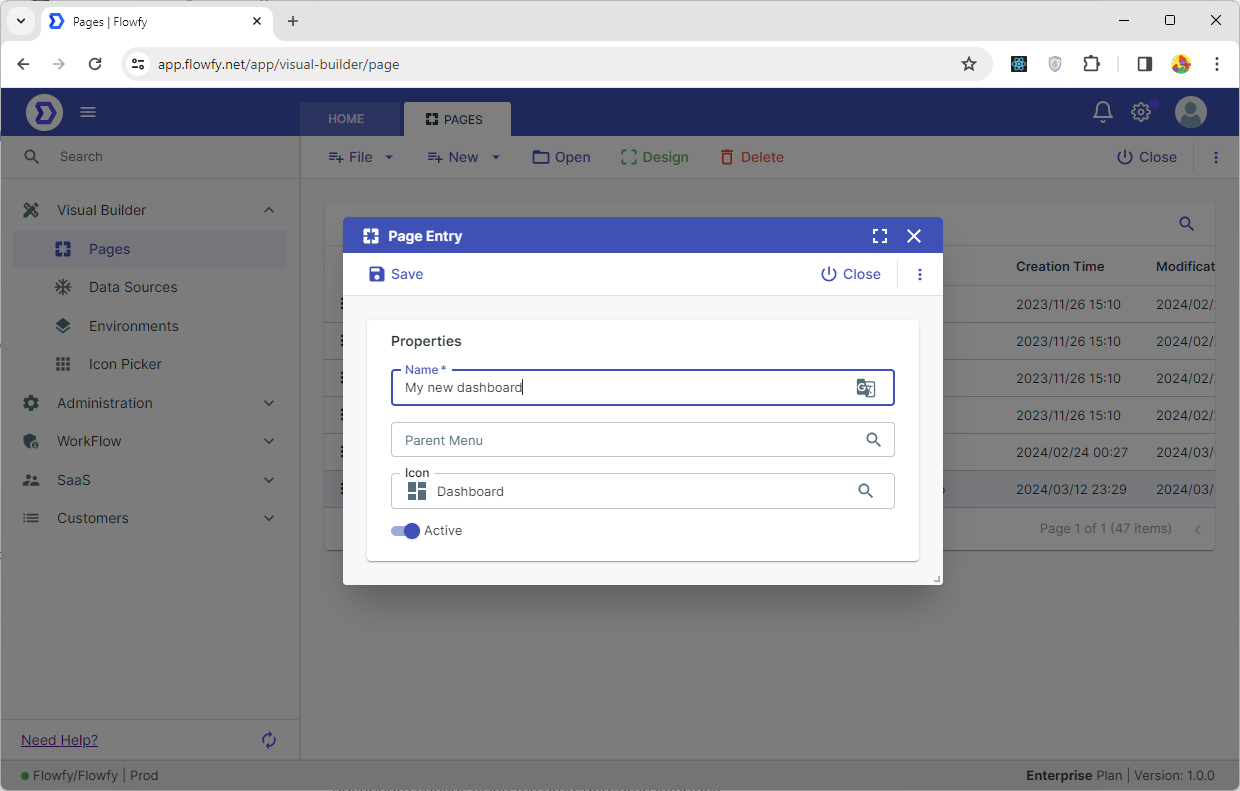 Pages | Flowfy
app.flowfy.net/app/visual-builder/page
HOME
PAGES
Search
File
New
Open
Design
Delete
Close
Visual Builder
Pages
Data Sources
Environments
Icon Picker
Administration
WorkFlow
SaaS
Customers
Page Entry
Save
Close
Properties
Name *
My new dashboard
Parent Menu
Icon
Dashboard
Active
Creation Time Modificat
2023/11/26 15:10 2024/02/
2023/11/26 15:10 2024/02/
2023/11/26 15:10 2024/02/
2023/11/26 15:10 2024/02/
2024/02/24 00:27 2024/03/
2024/03/12 23:29 2024/03/
Page 1 of 1 (47 items)
Need Help?
Flowfy/Flowfy | Prod
Enterprise Plan | Version: 1.0.0